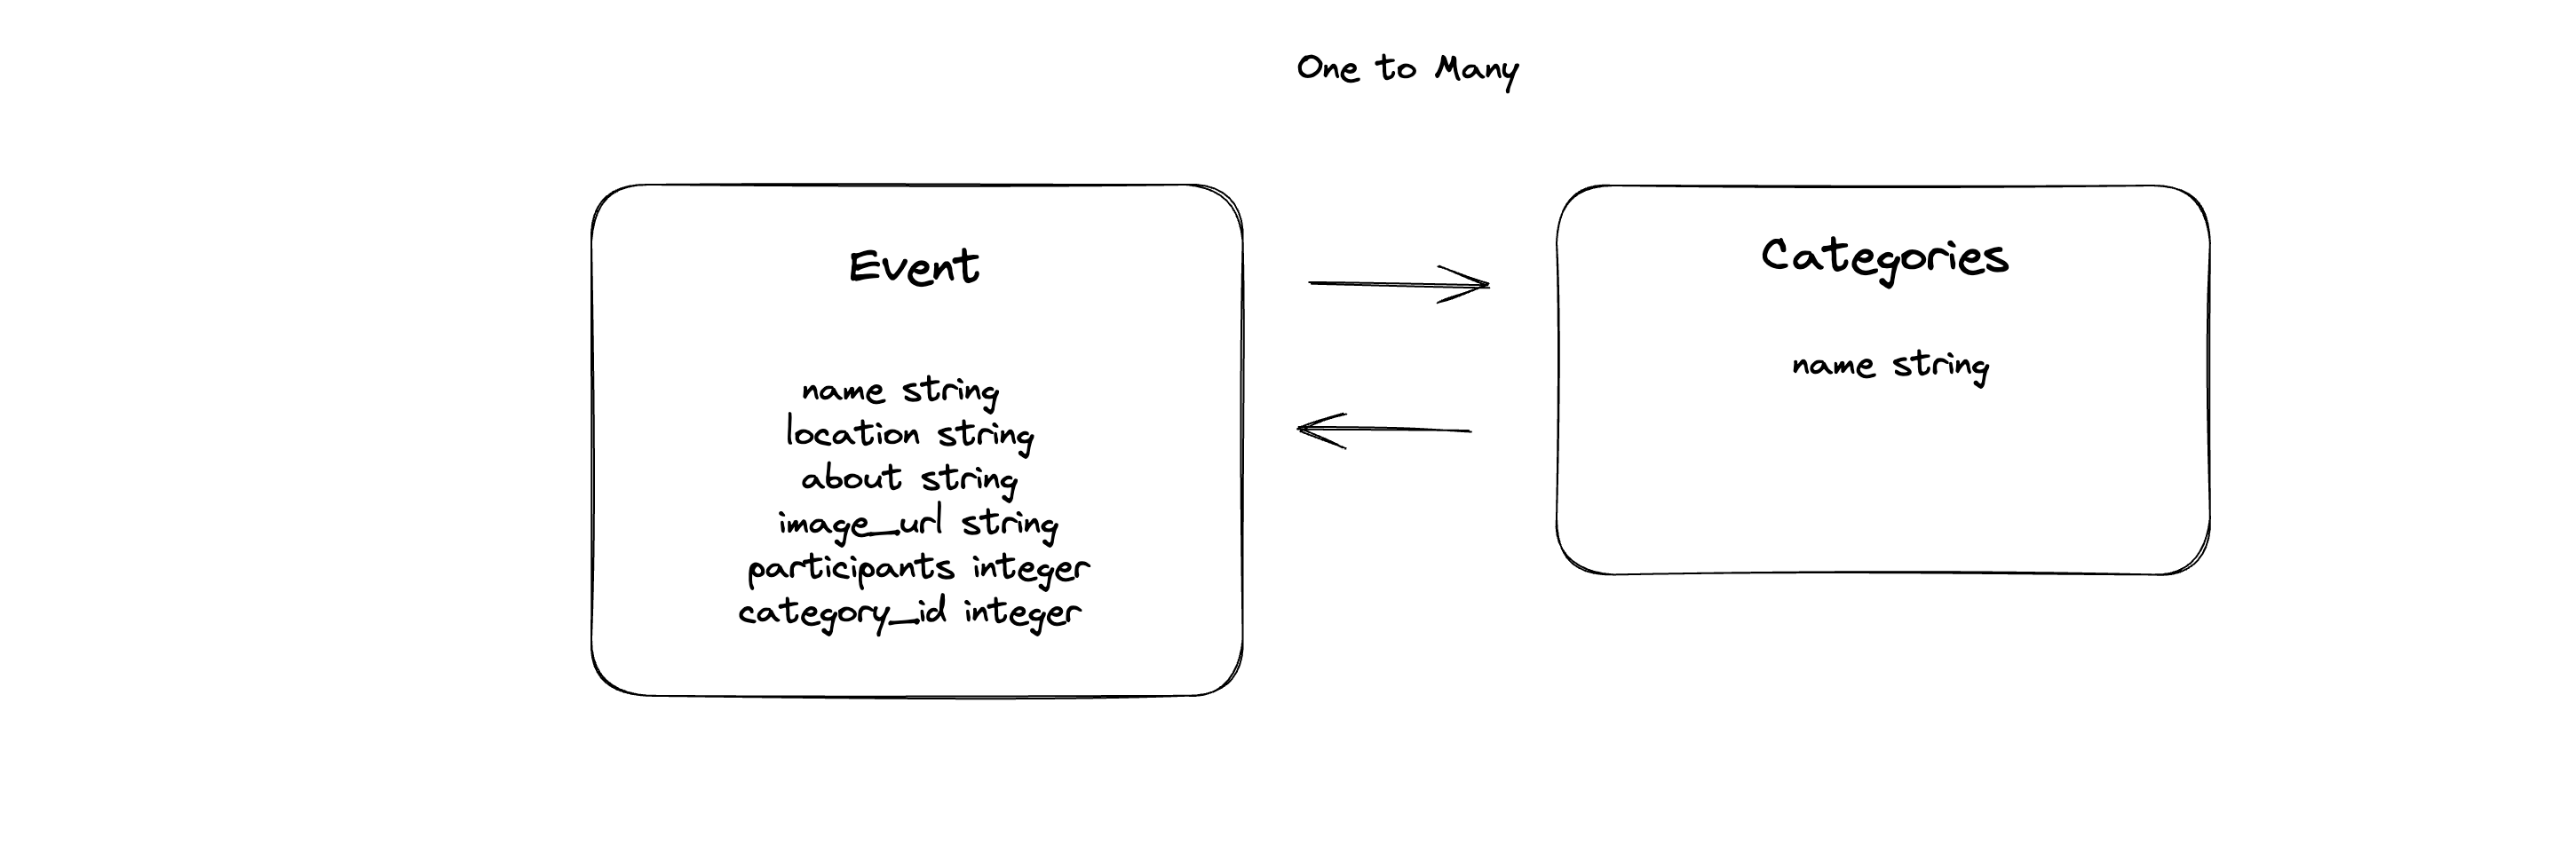 One to Many
Event
name string
location string
about string
image_url string
participants integer
category_id integer
Categories
name string